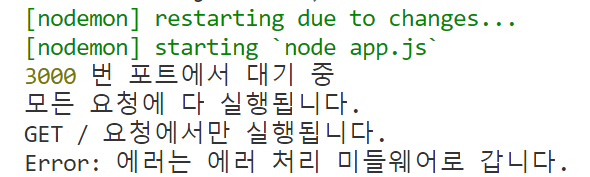 [nodemon] restarting due to changes...
[nodemon] starting `node app.js`
3000 번 포트에서 대기 중
모든 요청에 다 실행됩니다.
GET / 요청에서만 실행됩니다.
Error: 에러는 에러 처리 미들웨어로 갑니다.